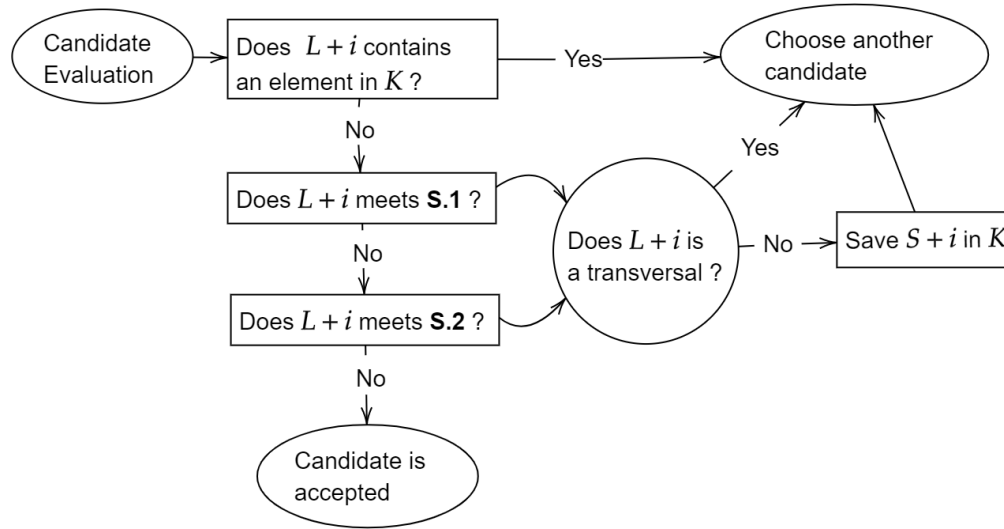 Candidate
Evaluation
Does L + i contains
an element in K ?
Yes
Choose another
candidate
No
Does L + i meets S.1 ?
Yes
Does L + i is
a transversal ?
No
Save S + i in K
No
Does L + i meets S.2 ?
No
Candidate is
accepted